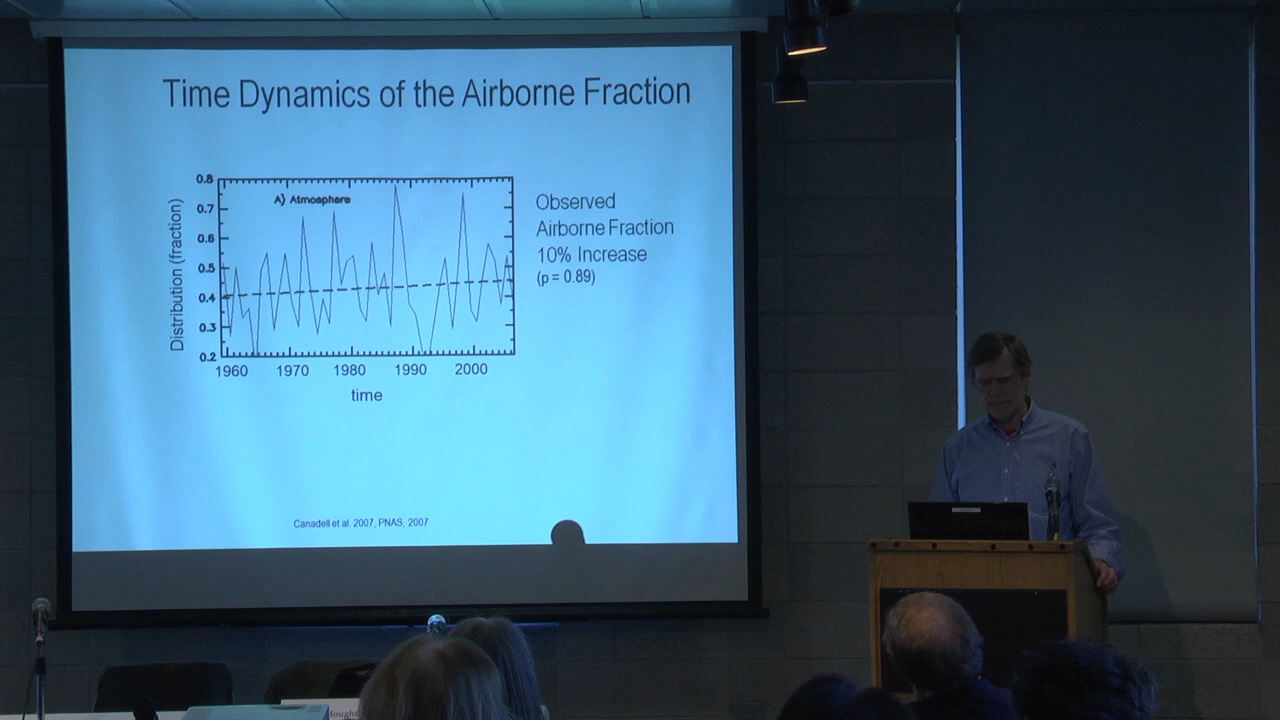 Time Dynamics of the Airborne Fraction
0.8
0.7
0.6
0.5
0.4
0.3
0.2
Distribution (fraction)
A) Atmosphere
1960 1970 1980 1990 2000
time
Observed
Airborne Fraction
10% Increase
(p = 0.89)
Canadell et al. 2007, PNAS, 2007